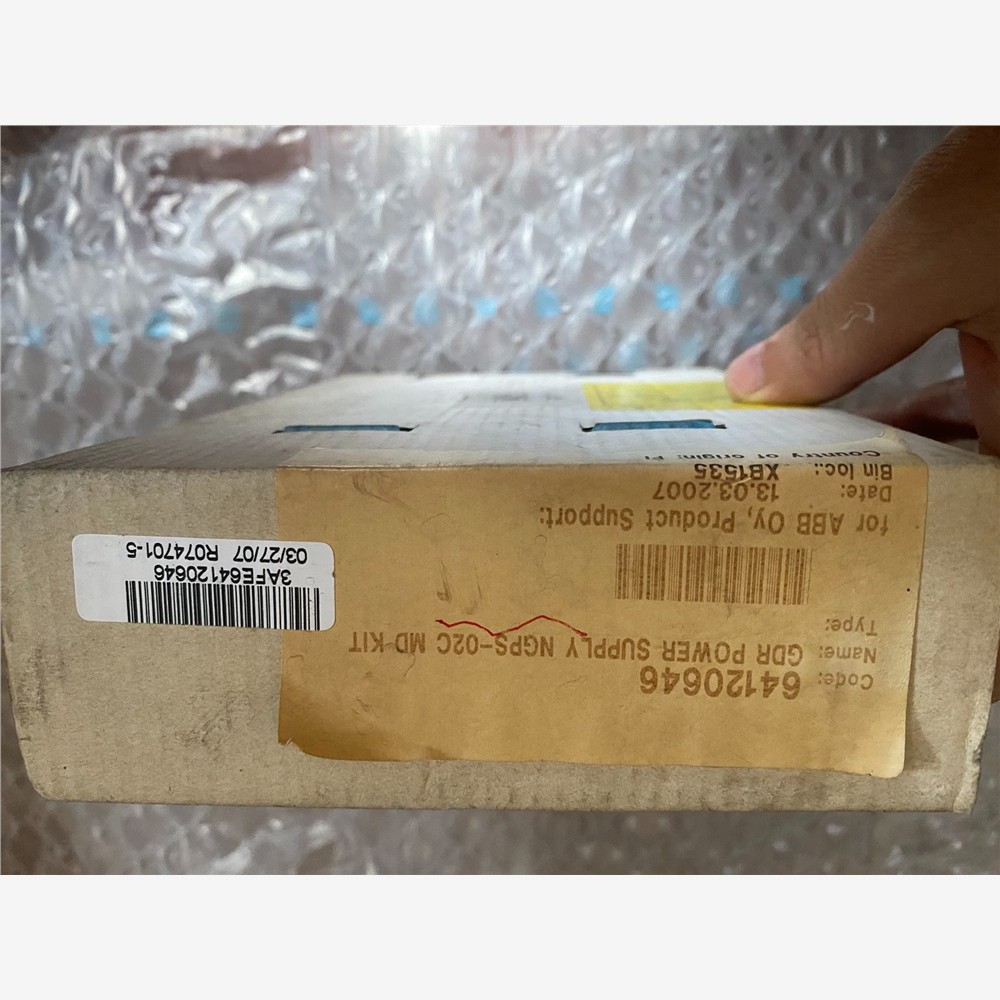 Code: 64120646
Name: GDR POWER SUPPLY NGPS-02C MD KIT
Type:
for ABB Oy, Product Support:
Date: 13.03.2007
Bin loc.: XB1535
Country of origin: FI
3AFE64120646
03/27/07 R074701-5